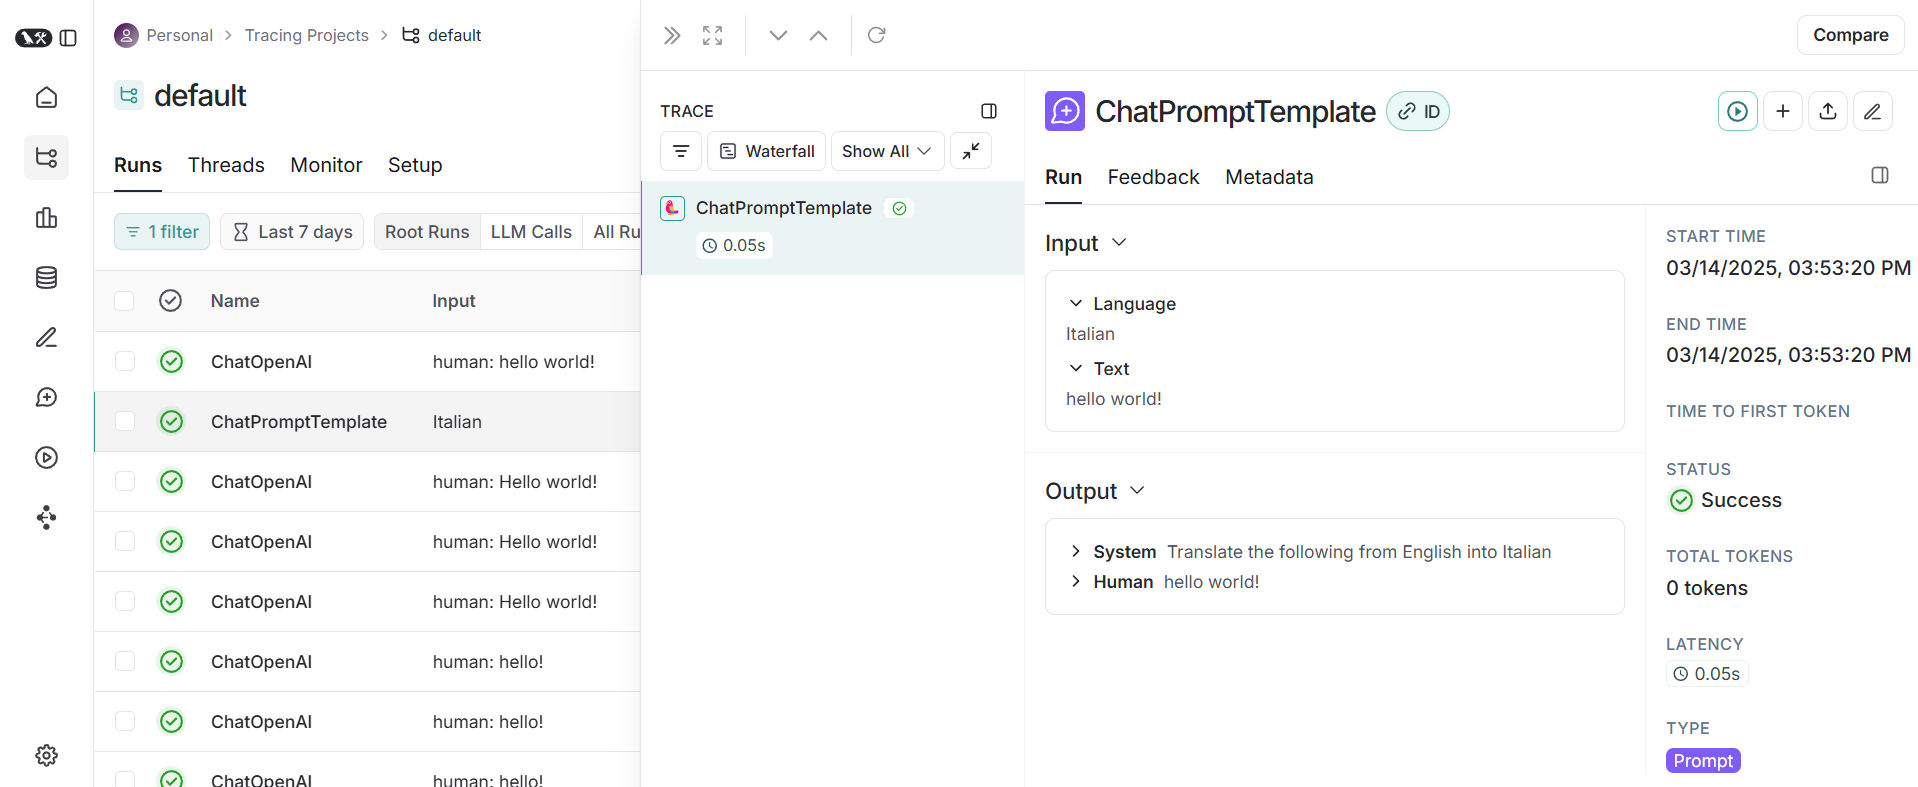 Personal > Tracing Projects > default
default
Runs Threads Monitor Setup
1 filter Last 7 days Root Runs LLM Calls All Ru
Name Input
ChatOpenAI human: hello world!
ChatPromptTemplate Italian
ChatOpenAI human: Hello world!
ChatOpenAI human: Hello world!
ChatOpenAI human: Hello world!
ChatOpenAI human: hello!
ChatOpenAI human: hello!
ChatOpenAI human: hello!
Compare
TRACE
Waterfall Show All
ChatPromptTemplate
0.05s
ChatPromptTemplate ID
Run Feedback Metadata
Input
Language
Italian
Text
hello world!
Output
System Translate the following from English into Italian
Human hello world!
START TIME
03/14/2025, 03:53:20 PM
END TIME
03/14/2025, 03:53:20 PM
TIME TO FIRST TOKEN
STATUS
Success
TOTAL TOKENS
0 tokens
LATENCY
0.05s
TYPE
Prompt